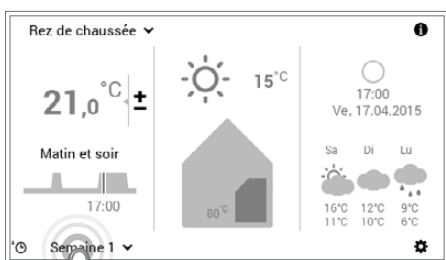 Rez de chaussée
21,0°C ±
Matin et soir
17:00
Semaine 1
15°C
80°C
17:00
Ve, 17.04.2015
Sa Di Lu
16°C 12°C 9°C
11°C 10°C 6°C